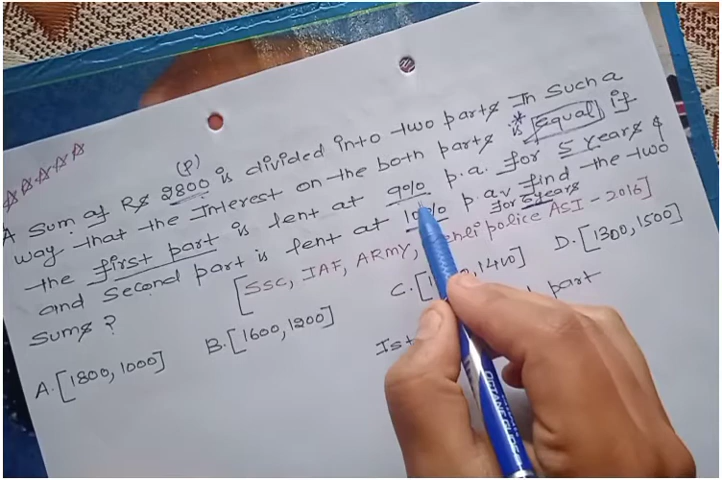 ☆☆☆☆☆
(P)
A Sum of Rs 2800 is divided into two parts In Such a
way that the Interest on the both parts is Equal if
the first part is lent at 9% p.a. for 5 years &
and Second part is lent at 10% p.a. for 6 years find the two
Sums?
[SSC, IAF, ARMY, police ASI - 2016]
A. [1800, 1000]
B. [1600, 1200]
C. [ 1400]
D. [1300, 1500]
Ist part